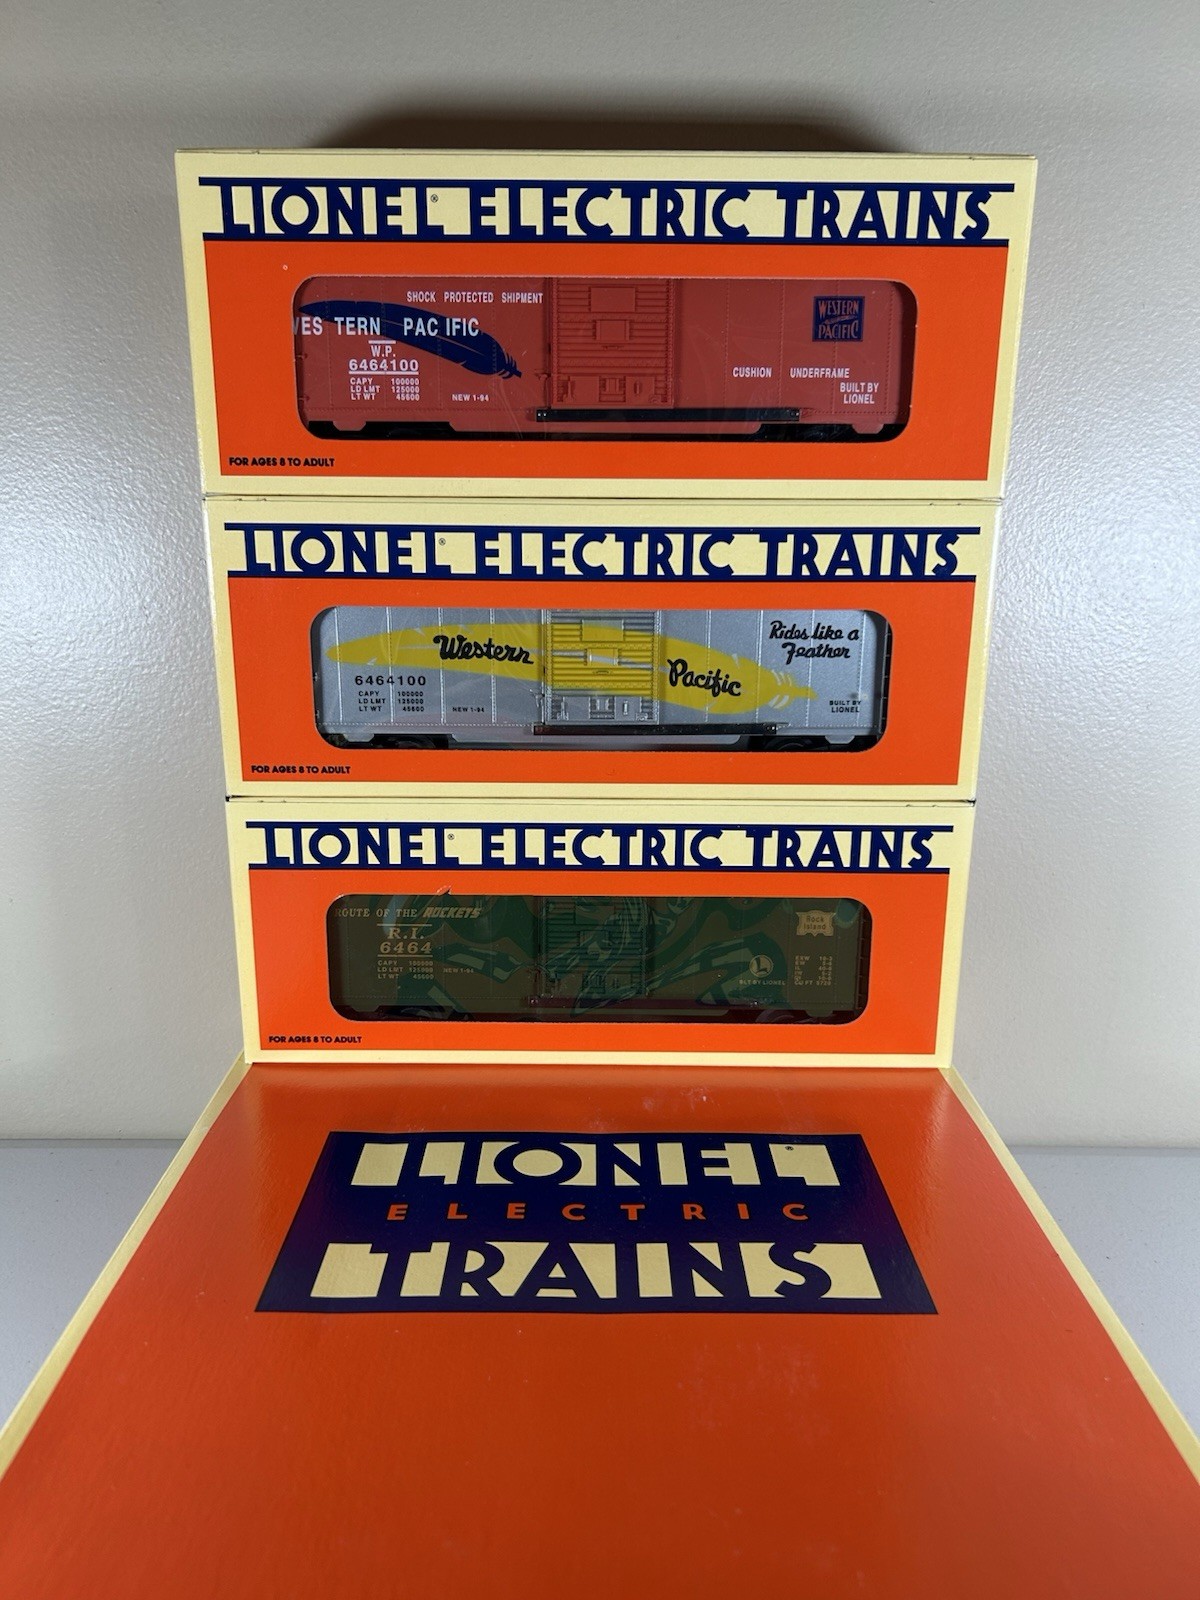 LIONEL® ELECTRIC TRAINS
SHOCK PROTECTED SHIPMENT
WES TERN PAC IFIC
W.P.
6464100
CAPY 100000
LD LMT 125000
LT WT 45600
NEW 1-94
WESTERN
PACIFIC
CUSHION UNDERFRAME
BUILT BY
LIONEL
FOR AGES 8 TO ADULT
LIONEL® ELECTRIC TRAINS
Western
Pacific
Rides like a
Feather
6464100
CAPY 100000
LD LMT 125000
LT WT 45600
NEW 1-94
BUILT BY
LIONEL
FOR AGES 8 TO ADULT
LIONEL® ELECTRIC TRAINS
ROUTE OF THE ROCKETS
R.I.
6464
CAPY 100000
LD LMT 125000
LT WT 45600
NEW 1-94
Rock
Island
L
BLT BY LIONEL
CU FT
FOR AGES 8 TO ADULT
LIONEL®
ELECTRIC
TRAINS